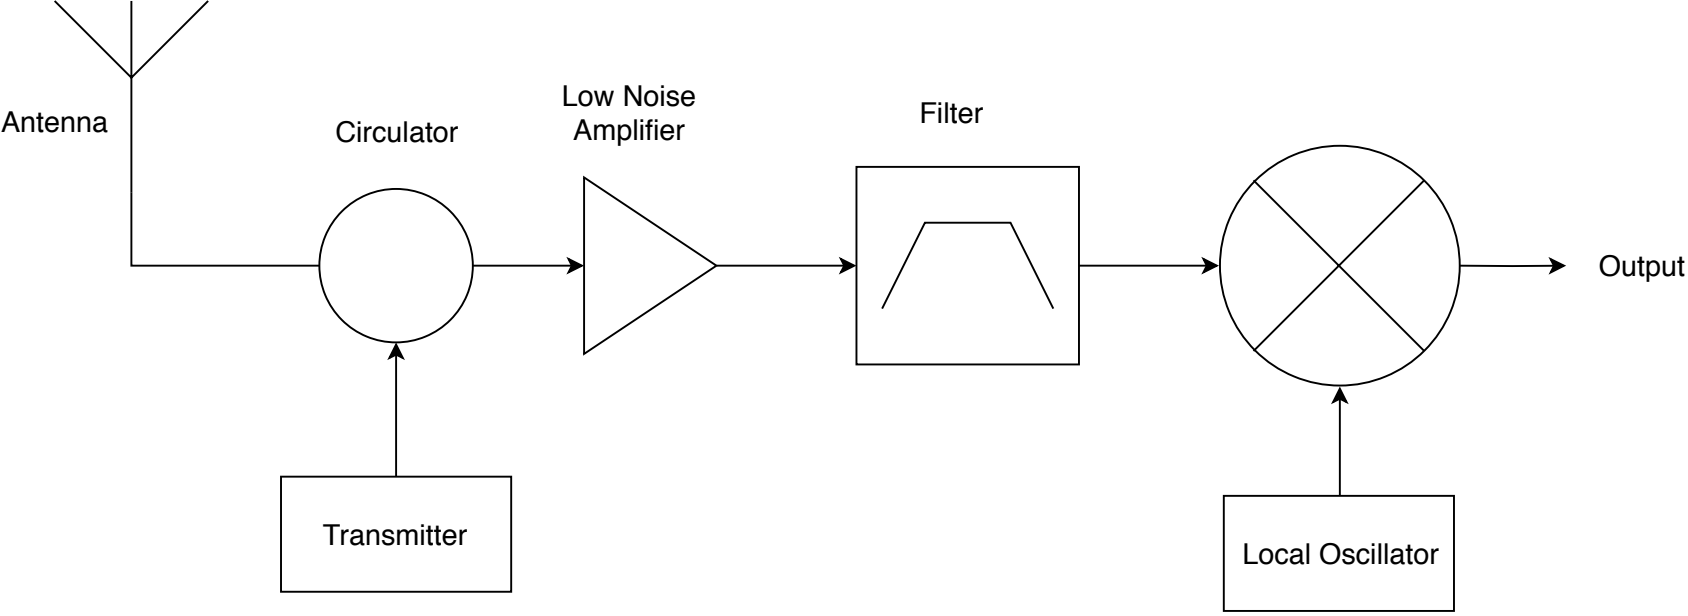 Antenna
Circulator
Low Noise
Amplifier
Filter
Output
Transmitter
Local Oscillator